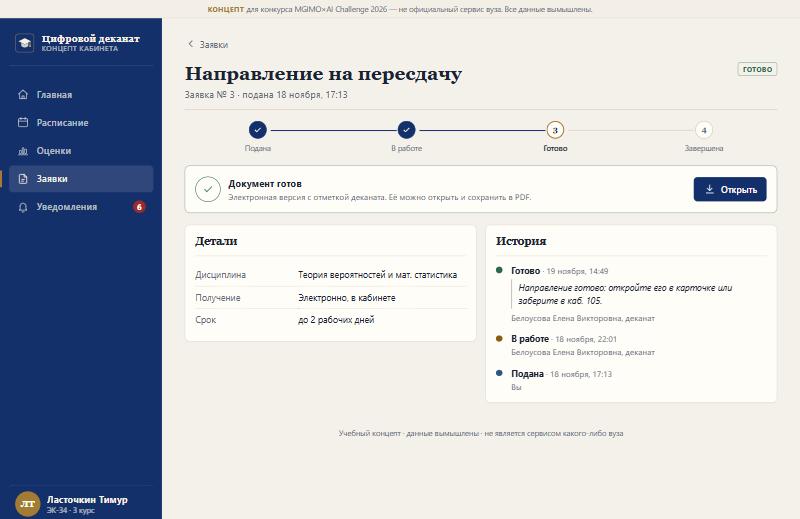 КОНЦЕПТ для конкурса MGIMO×AI Challenge 2026 — не официальный сервис вуза. Все данные вымышлены.
Цифровой деканат
КОНЦЕПТ КАБИНЕТА
Главная
Расписание
Оценки
Заявки
Уведомления 6
ЛТ
Ласточкин Тимур
ЭК-34 · 3 курс
Заявки
Направление на пересдачу
ГОТОВО
Заявка № 3 · подана 18 ноября, 17:13
3
4
Подана
В работе
Готово
Завершена
Документ готов
Электронная версия с отметкой деканата. Её можно открыть и сохранить в PDF.
Открыть
Детали
Дисциплина Теория вероятностей и мат. статистика
Получение Электронно, в кабинете
Срок до 2 рабочих дней
История
Готово · 19 ноября, 14:49
Направление готово: откройте его в карточке или
заберите в каб. 105.
Белоусова Елена Викторовна, деканат
В работе · 18 ноября, 22:01
Белоусова Елена Викторовна, деканат
Подана · 18 ноября, 17:13
Вы
Учебный концепт · данные вымышлены · не является сервисом какого-либо вуза